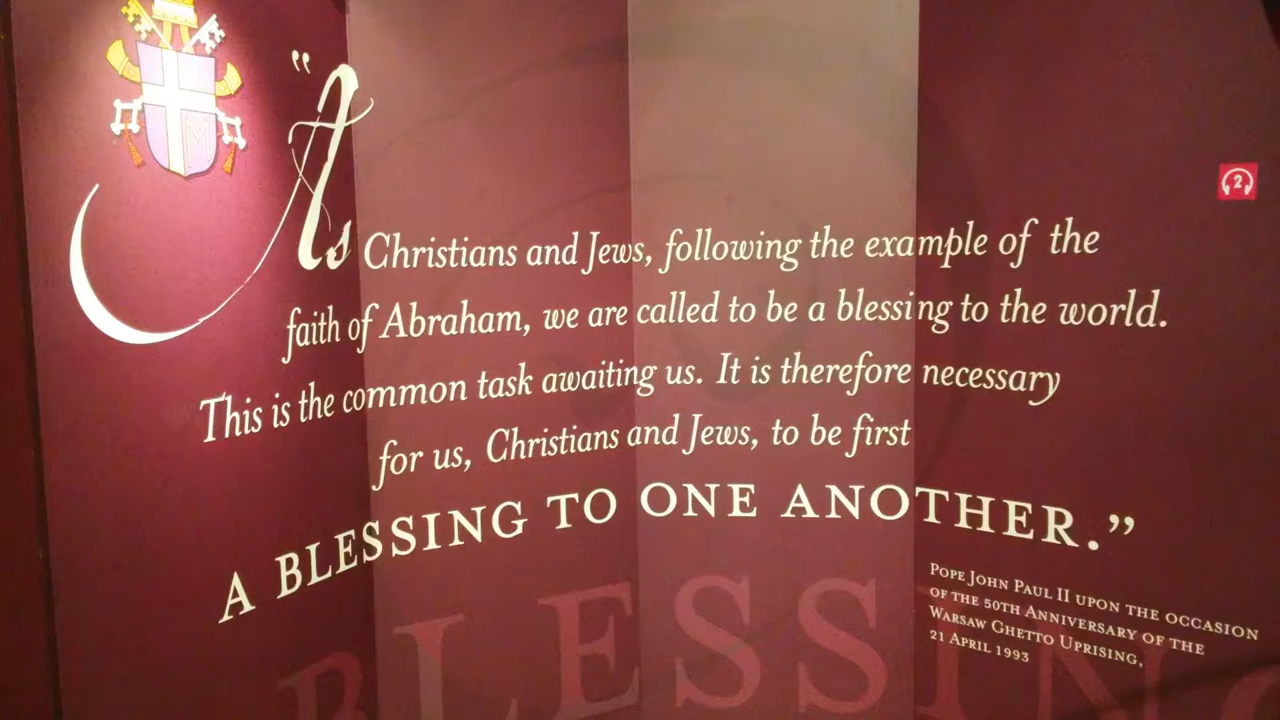 "As Christians and Jews, following the example of the
faith of Abraham, we are called to be a blessing to the world.
This is the common task awaiting us. It is therefore necessary
for us, Christians and Jews, to be first
A BLESSING TO ONE ANOTHER."
POPE JOHN PAUL II UPON THE OCCASION
OF THE 50TH ANNIVERSARY OF THE
WARSAW GHETTO UPRISING,
21 APRIL 1993
BLESSING
2
M